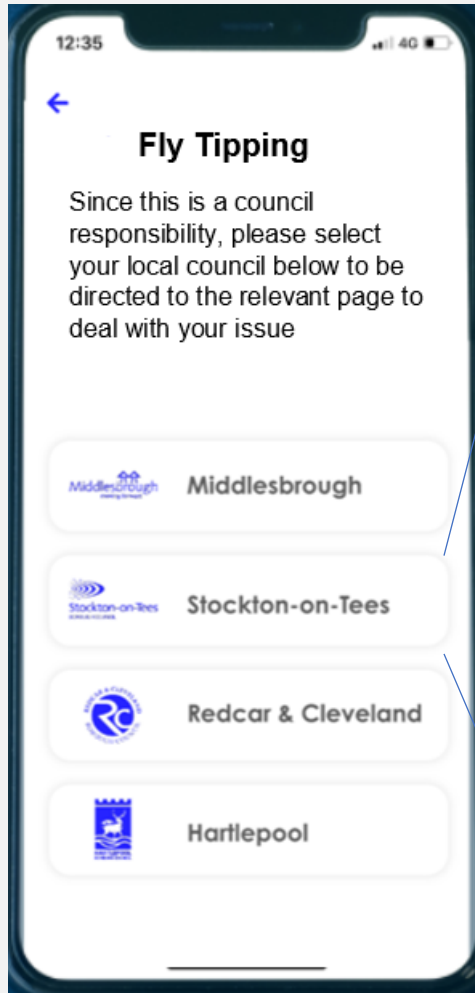 12:35
4G
Fly Tipping
Since this is a council
responsibility, please select
your local council below to be
directed to the relevant page to
deal with your issue
Middlesbrough
Middlesbrough
Stockton-on-Tees
Stockton-on-Tees
Redcar & Cleveland
RC
Hartlepool